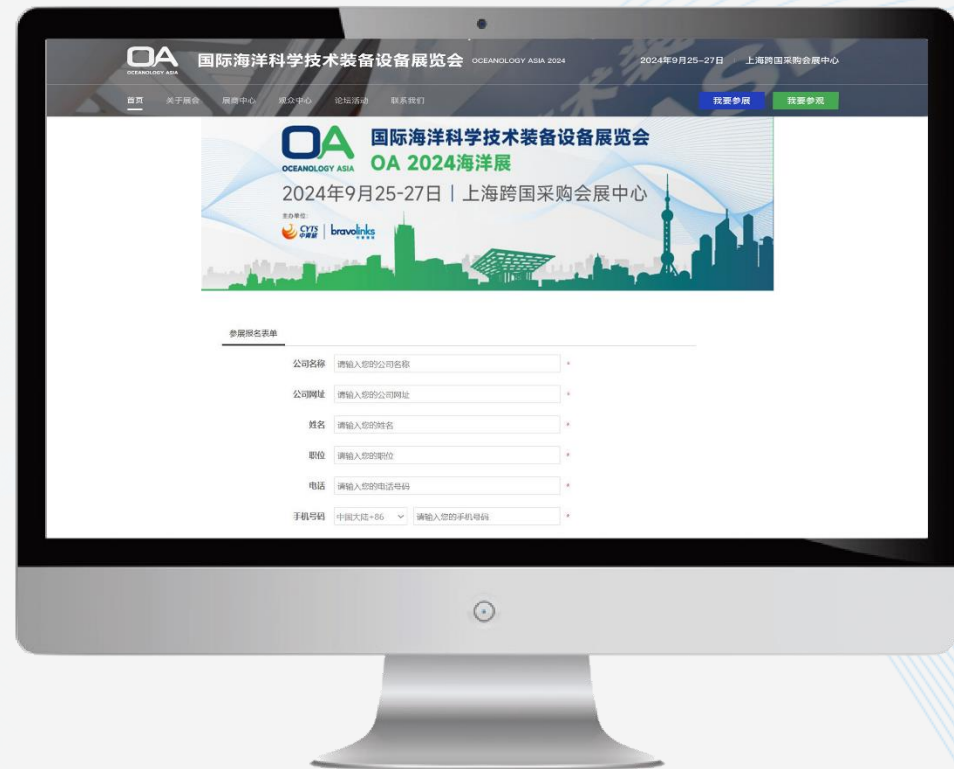 OA 国际海洋科学技术装备设备展览会 OCEANOLOGY ASIA 2024 2024年9月25-27日 上海跨国采购会展中心
OCEANOLOGY ASIA
首页 关于展会 展商中心 观众中心 论坛活动 联系我们 我要参展 我要参观
OA 国际海洋科学技术装备设备展览会
OCEANOLOGY ASIA OA 2024海洋展
2024年9月25-27日 | 上海跨国采购会展中心
主办单位:
CYTS 中青旅 | bravolinks
参展报名表单
公司名称 请输入您的公司名称 *
公司网址 请输入您的公司网址 *
姓名 请输入您的姓名 *
职位 请输入您的职位 *
电话 请输入您的电话号码 *
手机号码 中国大陆+86 请输入您的手机号码 *